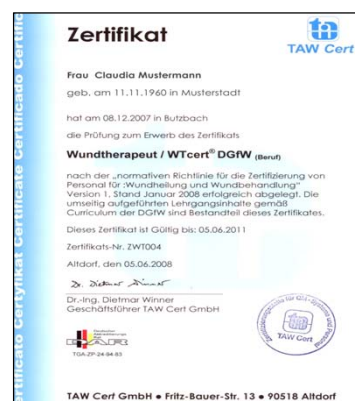 Zertifikat
TAW Cert
Frau Claudia Mustermann
geb. am 11.11.1960 in Musterstadt
hat am 08.12.2007 in Butzbach
die Prüfung zum Erwerb des Zertifikats
Wundtherapeut / WTcert® DGfW (Beruf)
nach der „normativen Richtlinie für die Zertifizierung von
Personal für :Wundheilung und Wundbehandlung"
Version 1, Stand Januar 2008 erfolgreich abgelegt. Die
umseitig aufgeführten Lehrgangsinhalte gemäß
Curriculum der DGfW sind Bestandteil dieses Zertifikates.
Dieses Zertifikat ist Gültig bis: 05.06.2011
Zertifikats-Nr. ZWT004
Altdorf, den 05.06.2008
Dr.-Ing. Dietmar Winner
Geschäftsführer TAW Cert GmbH
DAR
TGA-ZP-24-94-93
TAW Cert
TAW Cert GmbH • Fritz-Bauer-Str. 13 • 90518 Altdorf
Certificato Certyfikat Certificate Certificado